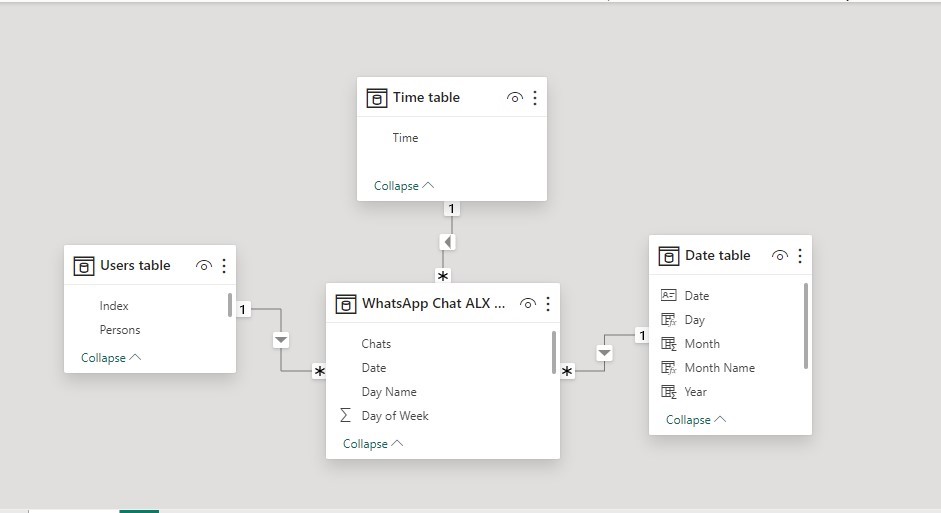 Time table
Time
Collapse
1
*
Users table
Index
Persons
Collapse
1
*
WhatsApp Chat ALX ...
Chats
Date
Day Name
Σ Day of Week
Collapse
*
1
Date table
Date
Day
Month
Month Name
Year
Collapse